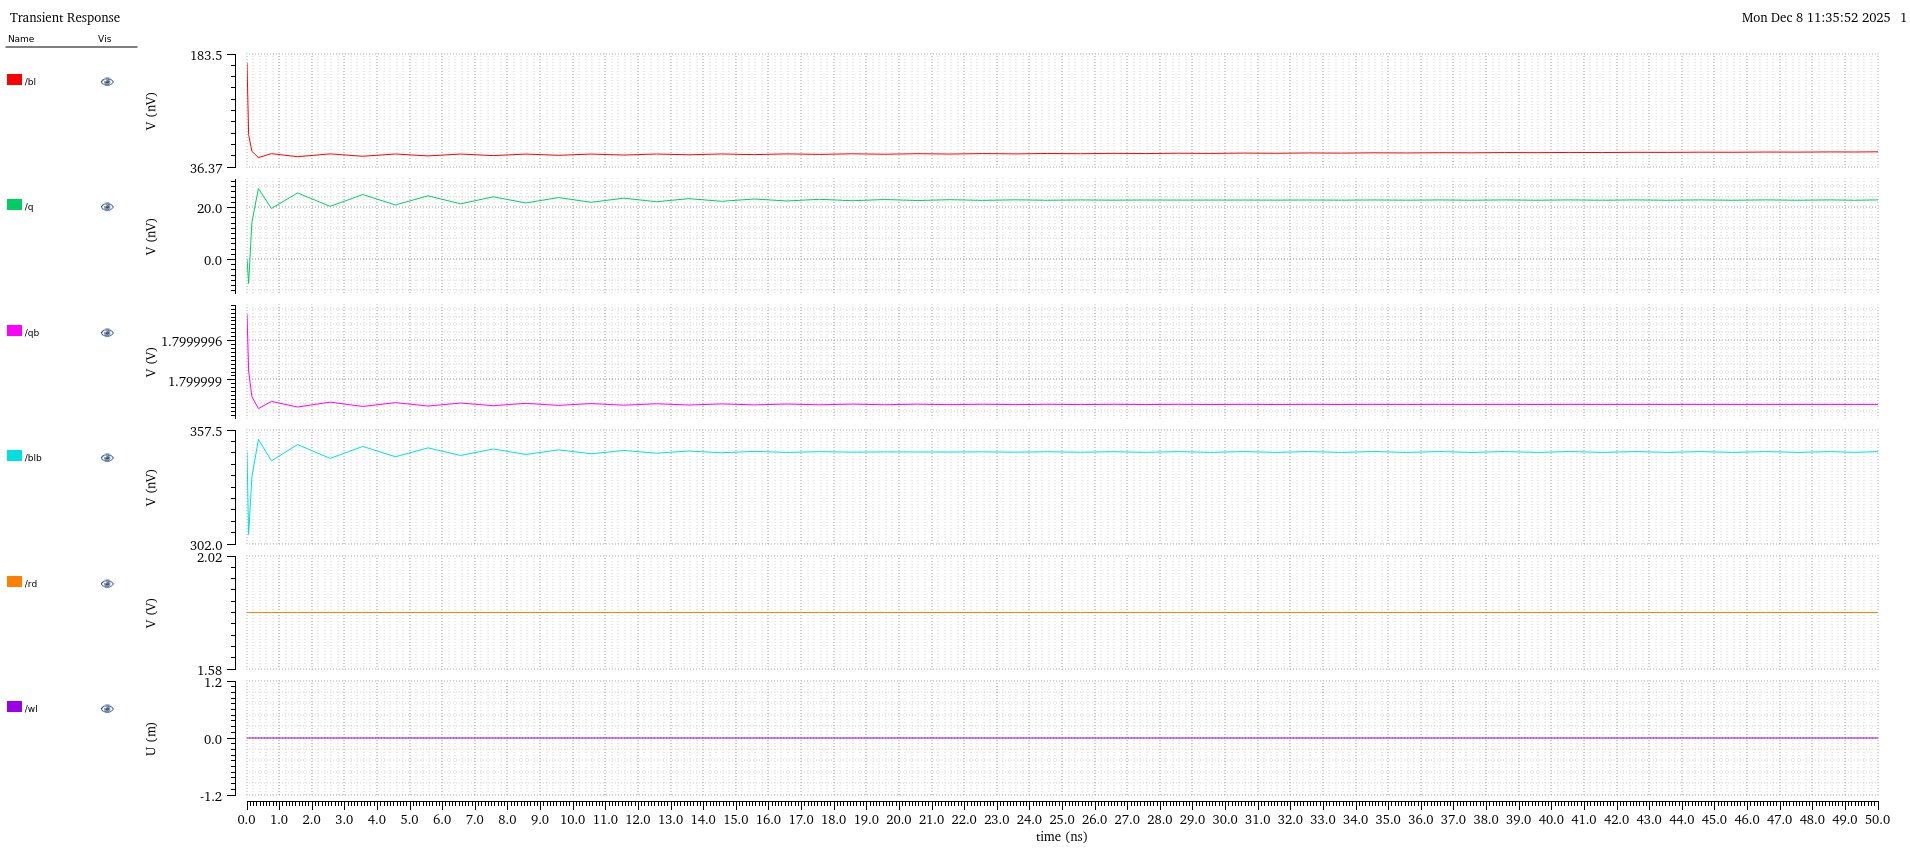 Transient Response
Mon Dec 8 11:35:52 2025 1
Name Vis
/bl
183.5
V (nV)
36.37
/q
20.0
V (nV)
0.0
/qb
1.7999996
V (V)
1.799999
/blb
357.5
V (nV)
302.0
/rd
2.02
V (V)
1.58
/wl
1.2
0.0
U (m)
-1.2
0.0 1.0 2.0 3.0 4.0 5.0 6.0 7.0 8.0 9.0 10.0 11.0 12.0 13.0 14.0 15.0 16.0 17.0 18.0 19.0 20.0 21.0 22.0 23.0 24.0 25.0 26.0 27.0 28.0 29.0 30.0 31.0 32.0 33.0 34.0 35.0 36.0 37.0 38.0 39.0 40.0 41.0 42.0 43.0 44.0 45.0 46.0 47.0 48.0 49.0 50.0
time (ns)